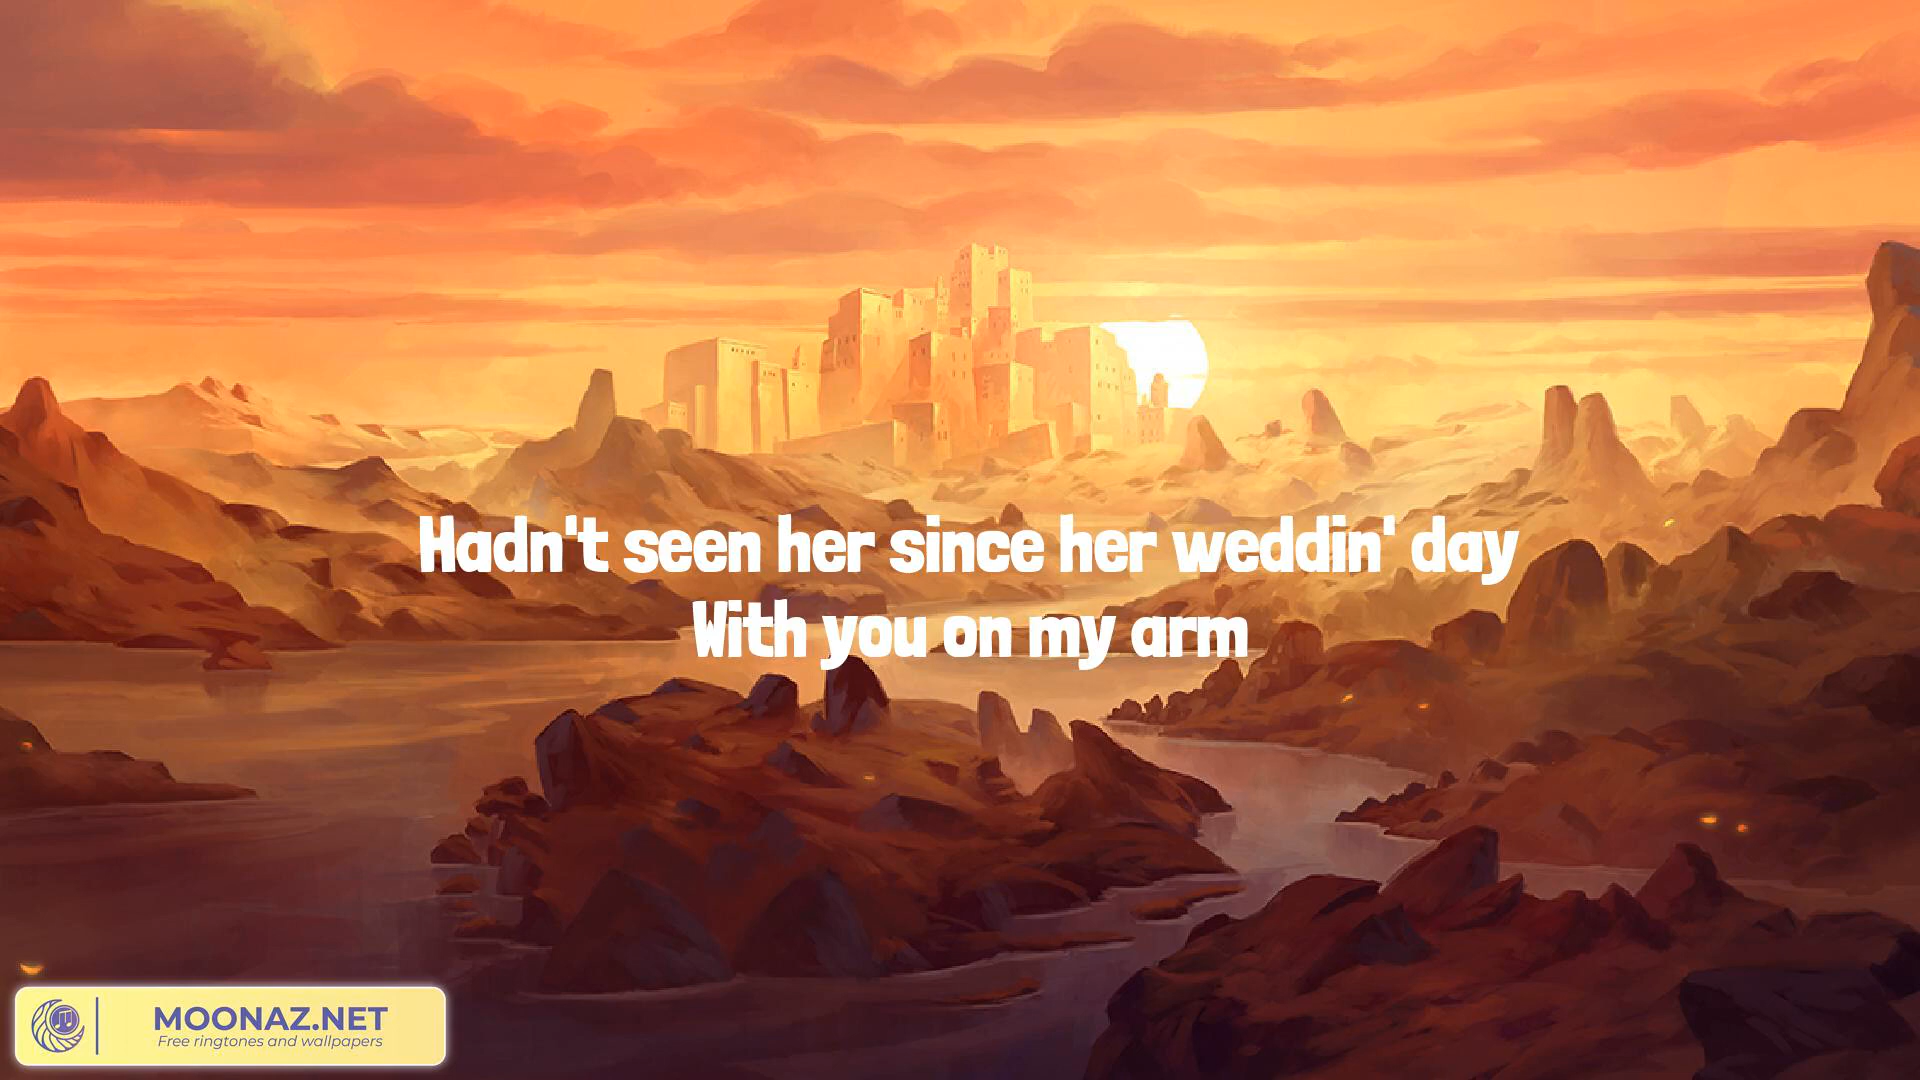 Hadn't seen her since her weddin' day
With you on my arm
MOONAZ.NET
Free ringtones and wallpapers